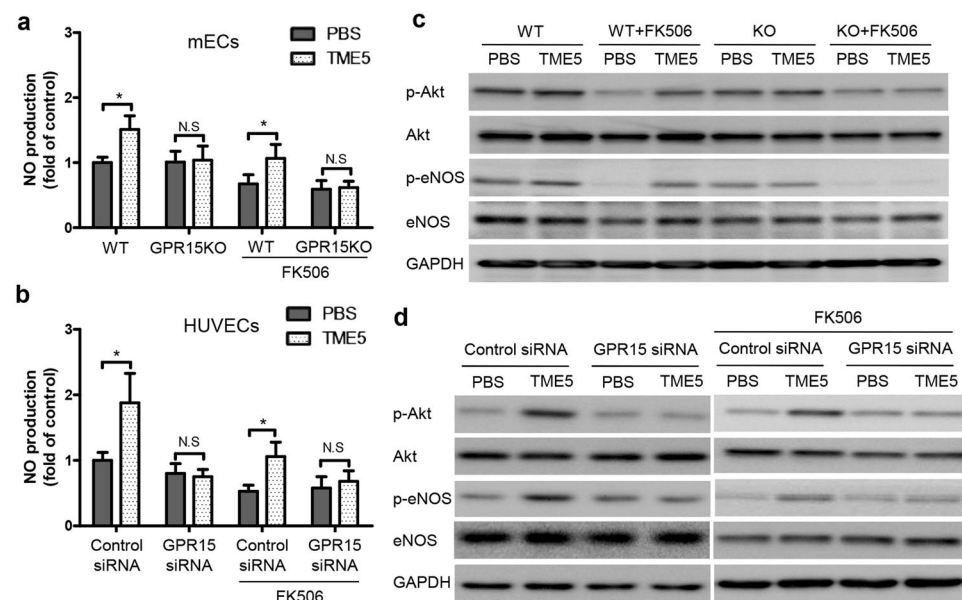 a
mECs
PBS
TME5
NO production
(fold of control)
3
2
1
0
*
N.S
*
N.S
WT
GPR15KO
WT
GPR15KO
FK506
b
HUVECs
PBS
TME5
NO production
(fold of control)
3
2
1
0
*
N.S
*
N.S
Control
siRNA
GPR15
siRNA
Control
siRNA
GPR15
siRNA
FK506
c
WT WT+FK506 KO KO+FK506
PBS TME5 PBS TME5 PBS TME5 PBS TME5
p-Akt
Akt
p-eNOS
eNOS
GAPDH
d
FK506
Control siRNA GPR15 siRNA Control siRNA GPR15 siRNA
PBS TME5 PBS TME5 PBS TME5 PBS TME5
p-Akt
Akt
p-eNOS
eNOS
GAPDH